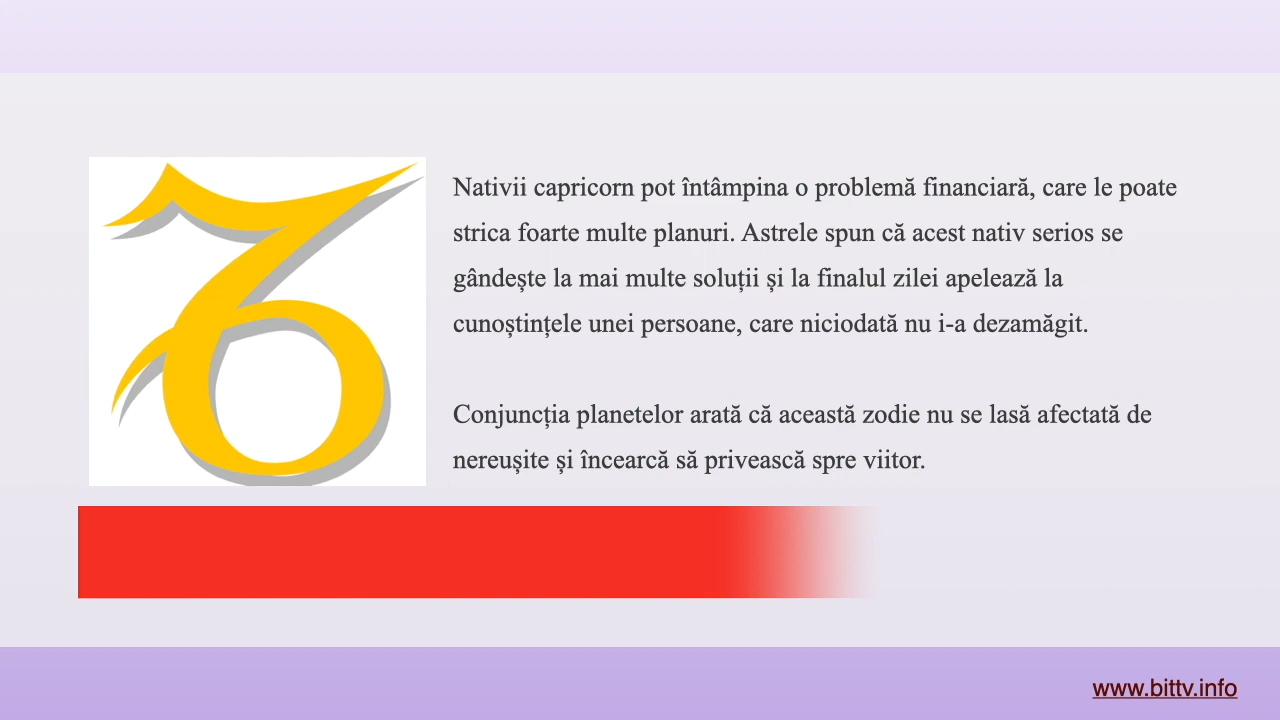 Nativii capricorn pot întâmpina o problemă financiară, care le poate
strica foarte multe planuri. Astrele spun că acest nativ serios se
gândește la mai multe soluții și la finalul zilei apelează la
cunoștințele unei persoane, care niciodată nu i-a dezamăgit.
Conjuncția planetelor arată că această zodie nu se lasă afectată de
nereușite și încearcă să privească spre viitor.
www.bittv.info